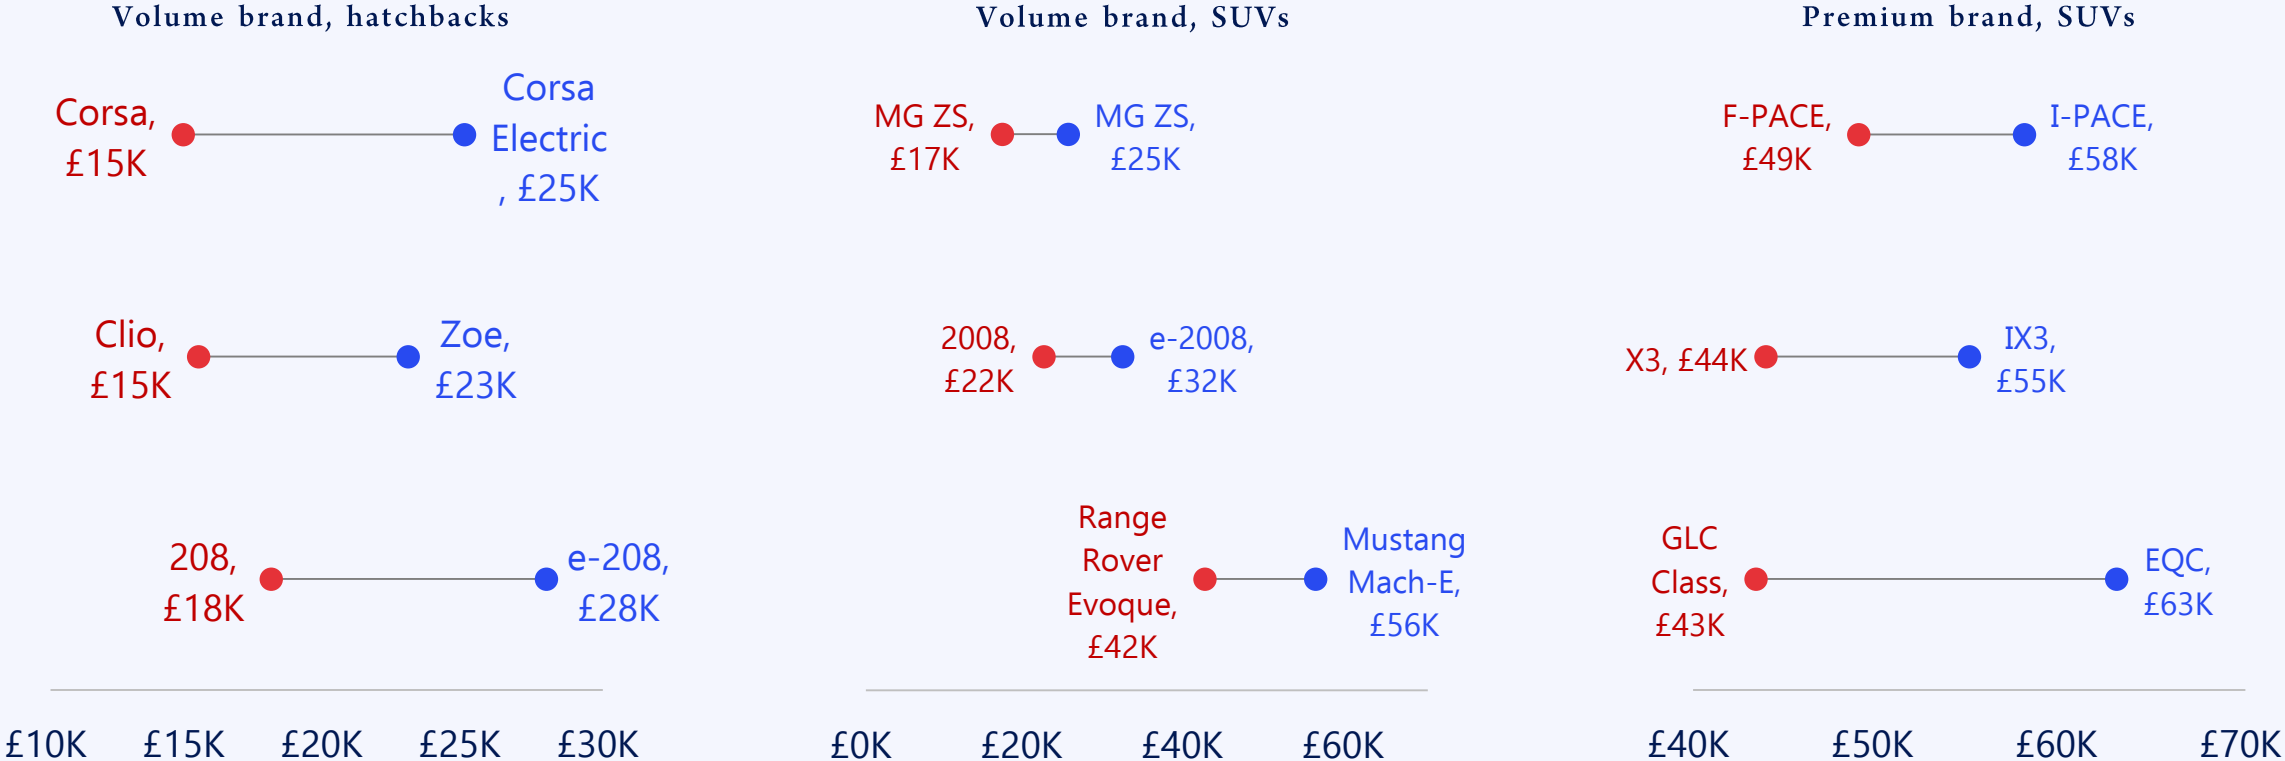 Volume brand, hatchbacks
Corsa,
£15K
Corsa
Electric
, £25K
Clio,
£15K
Zoe,
£23K
208,
£18K
e-208,
£28K
£10K £15K £20K £25K £30K
Volume brand, SUVs
MG ZS,
£17K
MG ZS,
£25K
2008,
£22K
e-2008,
£32K
Range
Rover
Evoque,
£42K
Mustang
Mach-E,
£56K
£0K £20K £40K £60K
Premium brand, SUVs
F-PACE,
£49K
I-PACE,
£58K
X3, £44K
IX3,
£55K
GLC
Class,
£43K
EQC,
£63K
£40K £50K £60K £70K